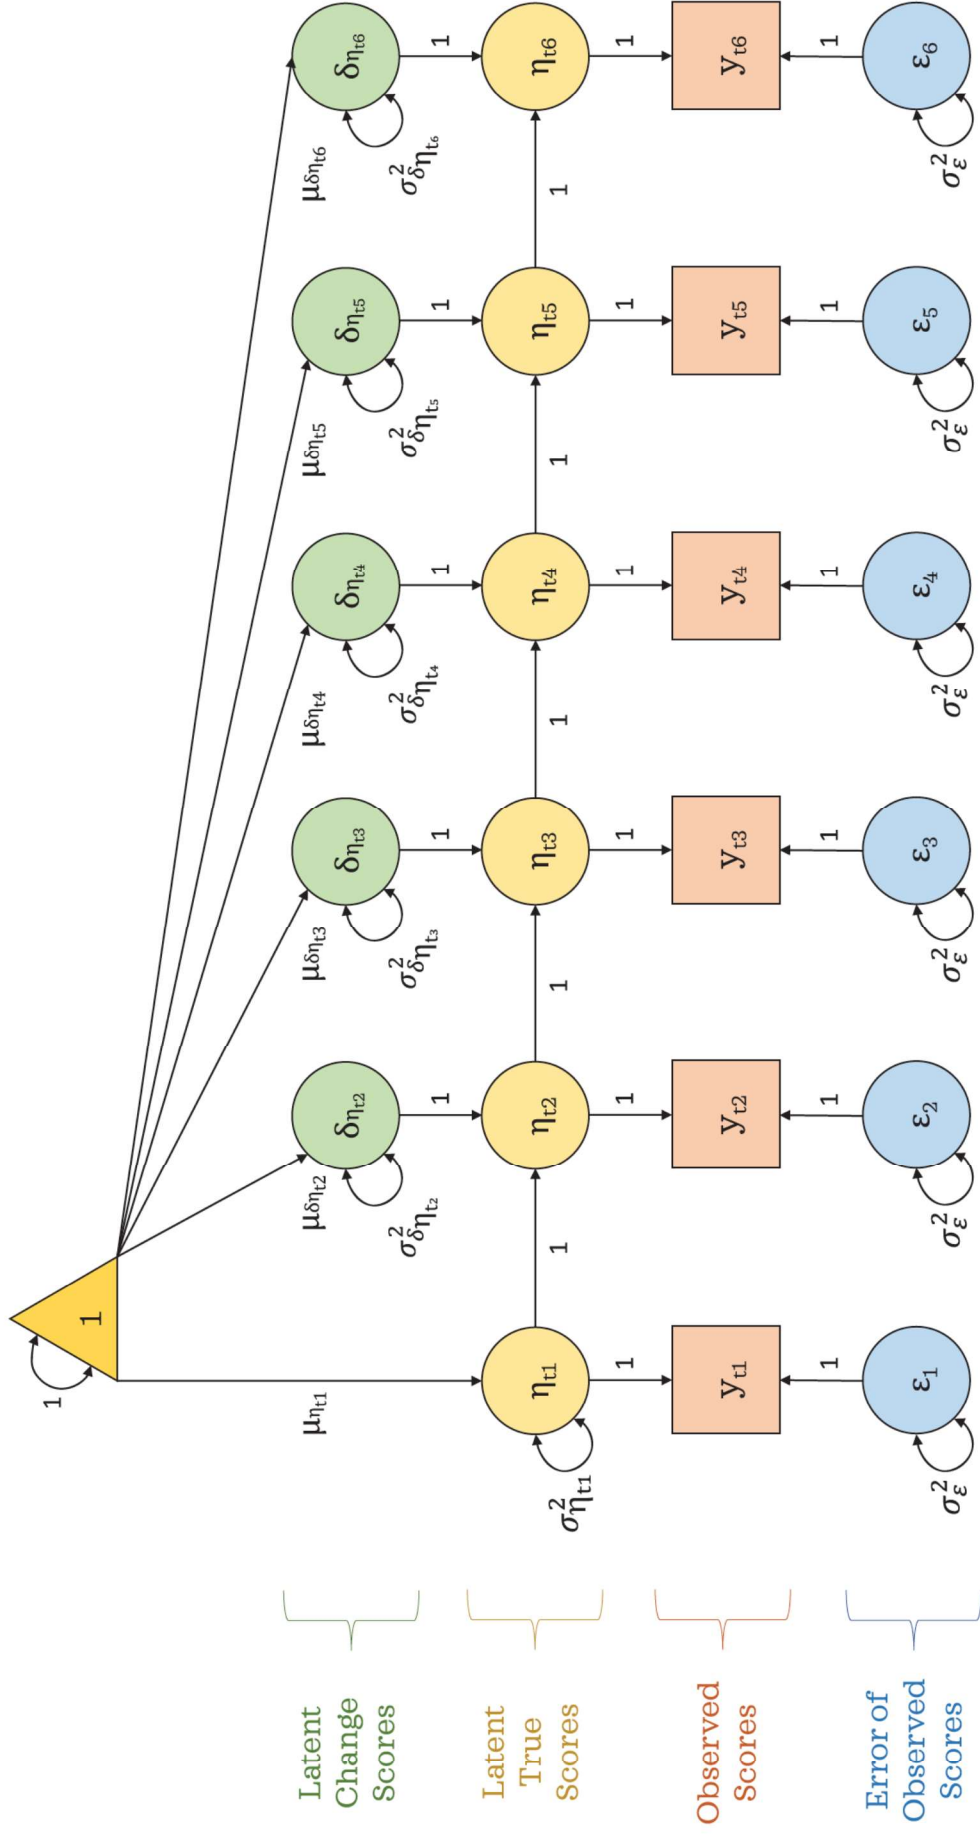 1
1
μηt1
μδηt2
μδηt3
μδηt4
μδηt5
μδηt6
Latent
Change
Scores
δηt2
δηt3
δηt4
δηt5
δηt6
σ²δηt2
σ²δηt3
σ²δηt4
σ²δηt5
σ²δηt6
1
1
1
1
1
Latent
True
Scores
σ²ηt1
ηt1
1
ηt2
1
ηt3
1
ηt4
1
ηt5
1
ηt6
1
1
1
1
1
1
Observed
Scores
yt1
yt2
yt3
yt4
yt5
yt6
1
1
1
1
1
1
Error of
Observed
Scores
ε1
ε2
ε3
ε4
ε5
ε6
σ²ε
σ²ε
σ²ε
σ²ε
σ²ε
σ²ε